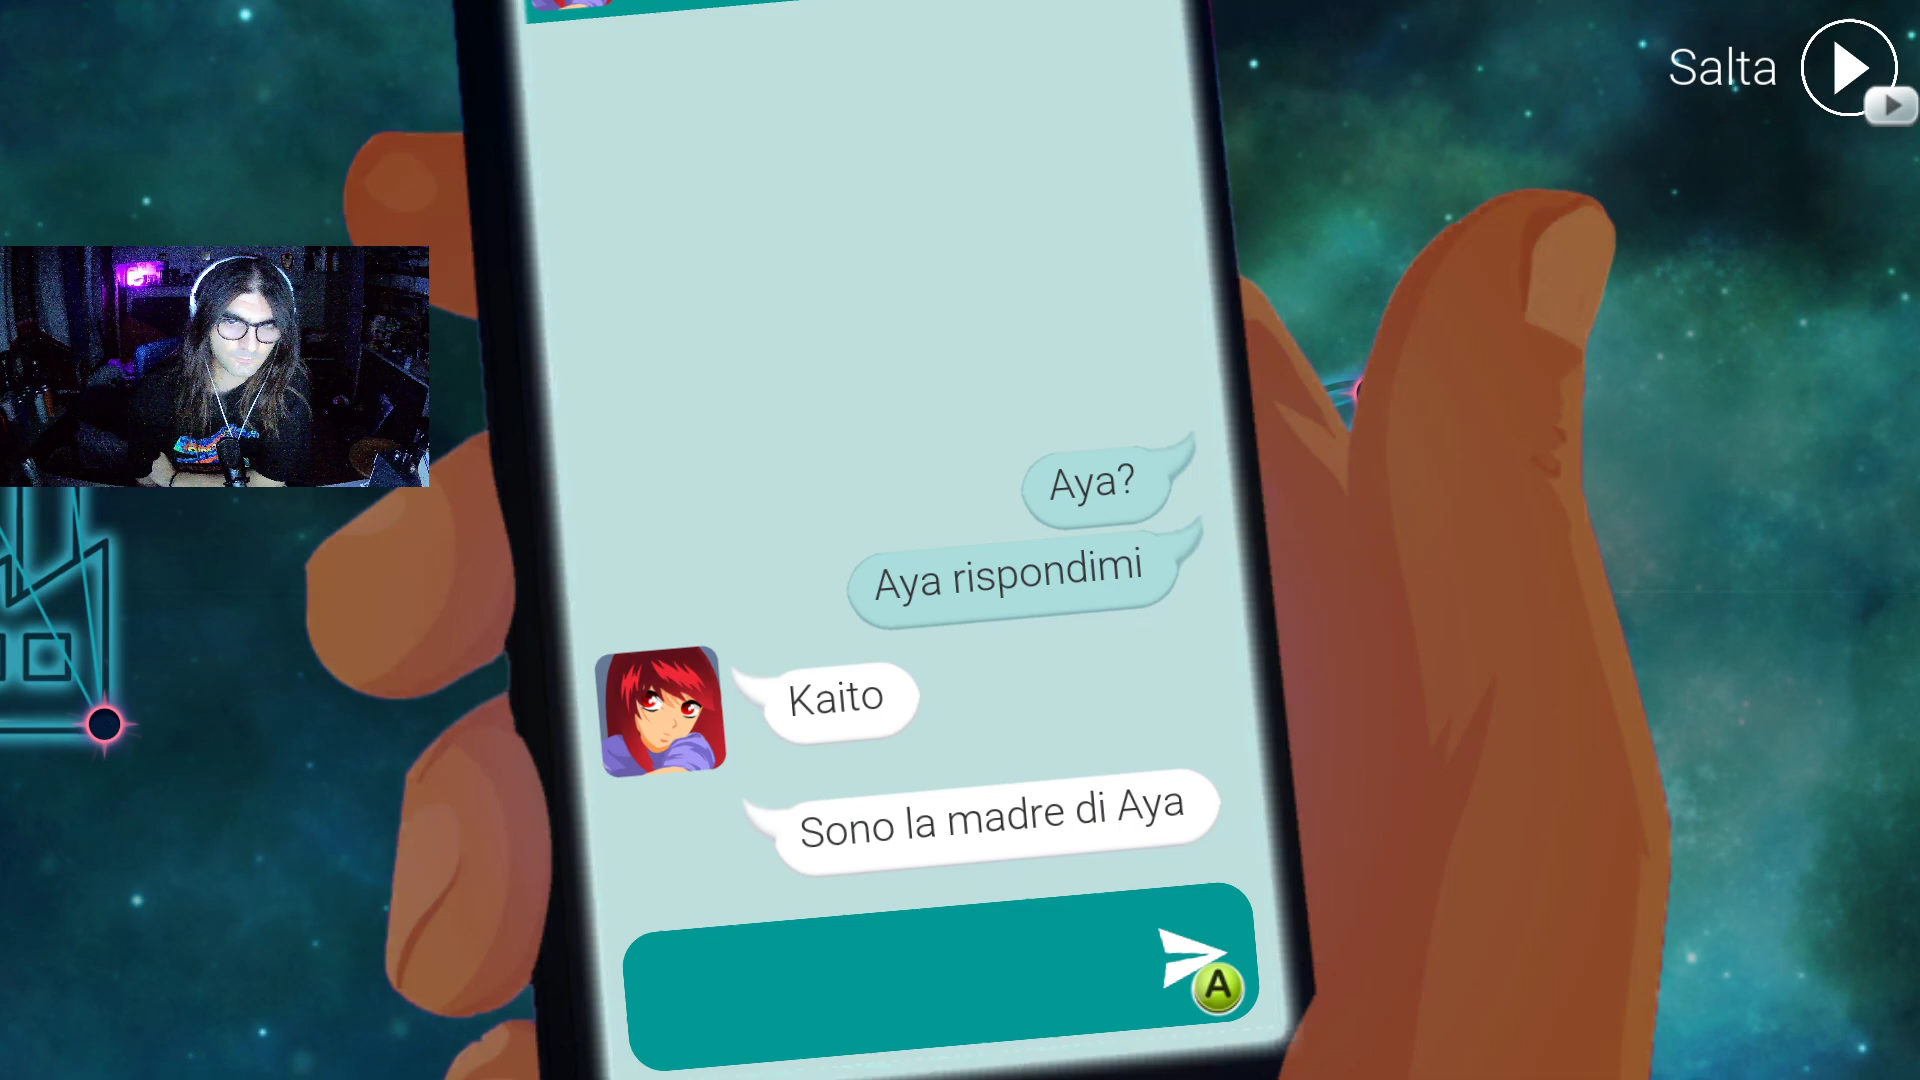 Salta
Aya?
Aya rispondimi
Kaito
Sono la madre di Aya
A